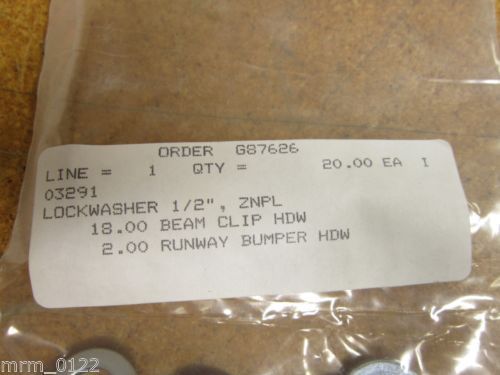 ORDER G87626
LINE = 1 QTY = 20.00 EA I
03291
LOCKWASHER 1/2", ZNPL
18.00 BEAM CLIP HDW
2.00 RUNWAY BUMPER HDW
mrm_0122